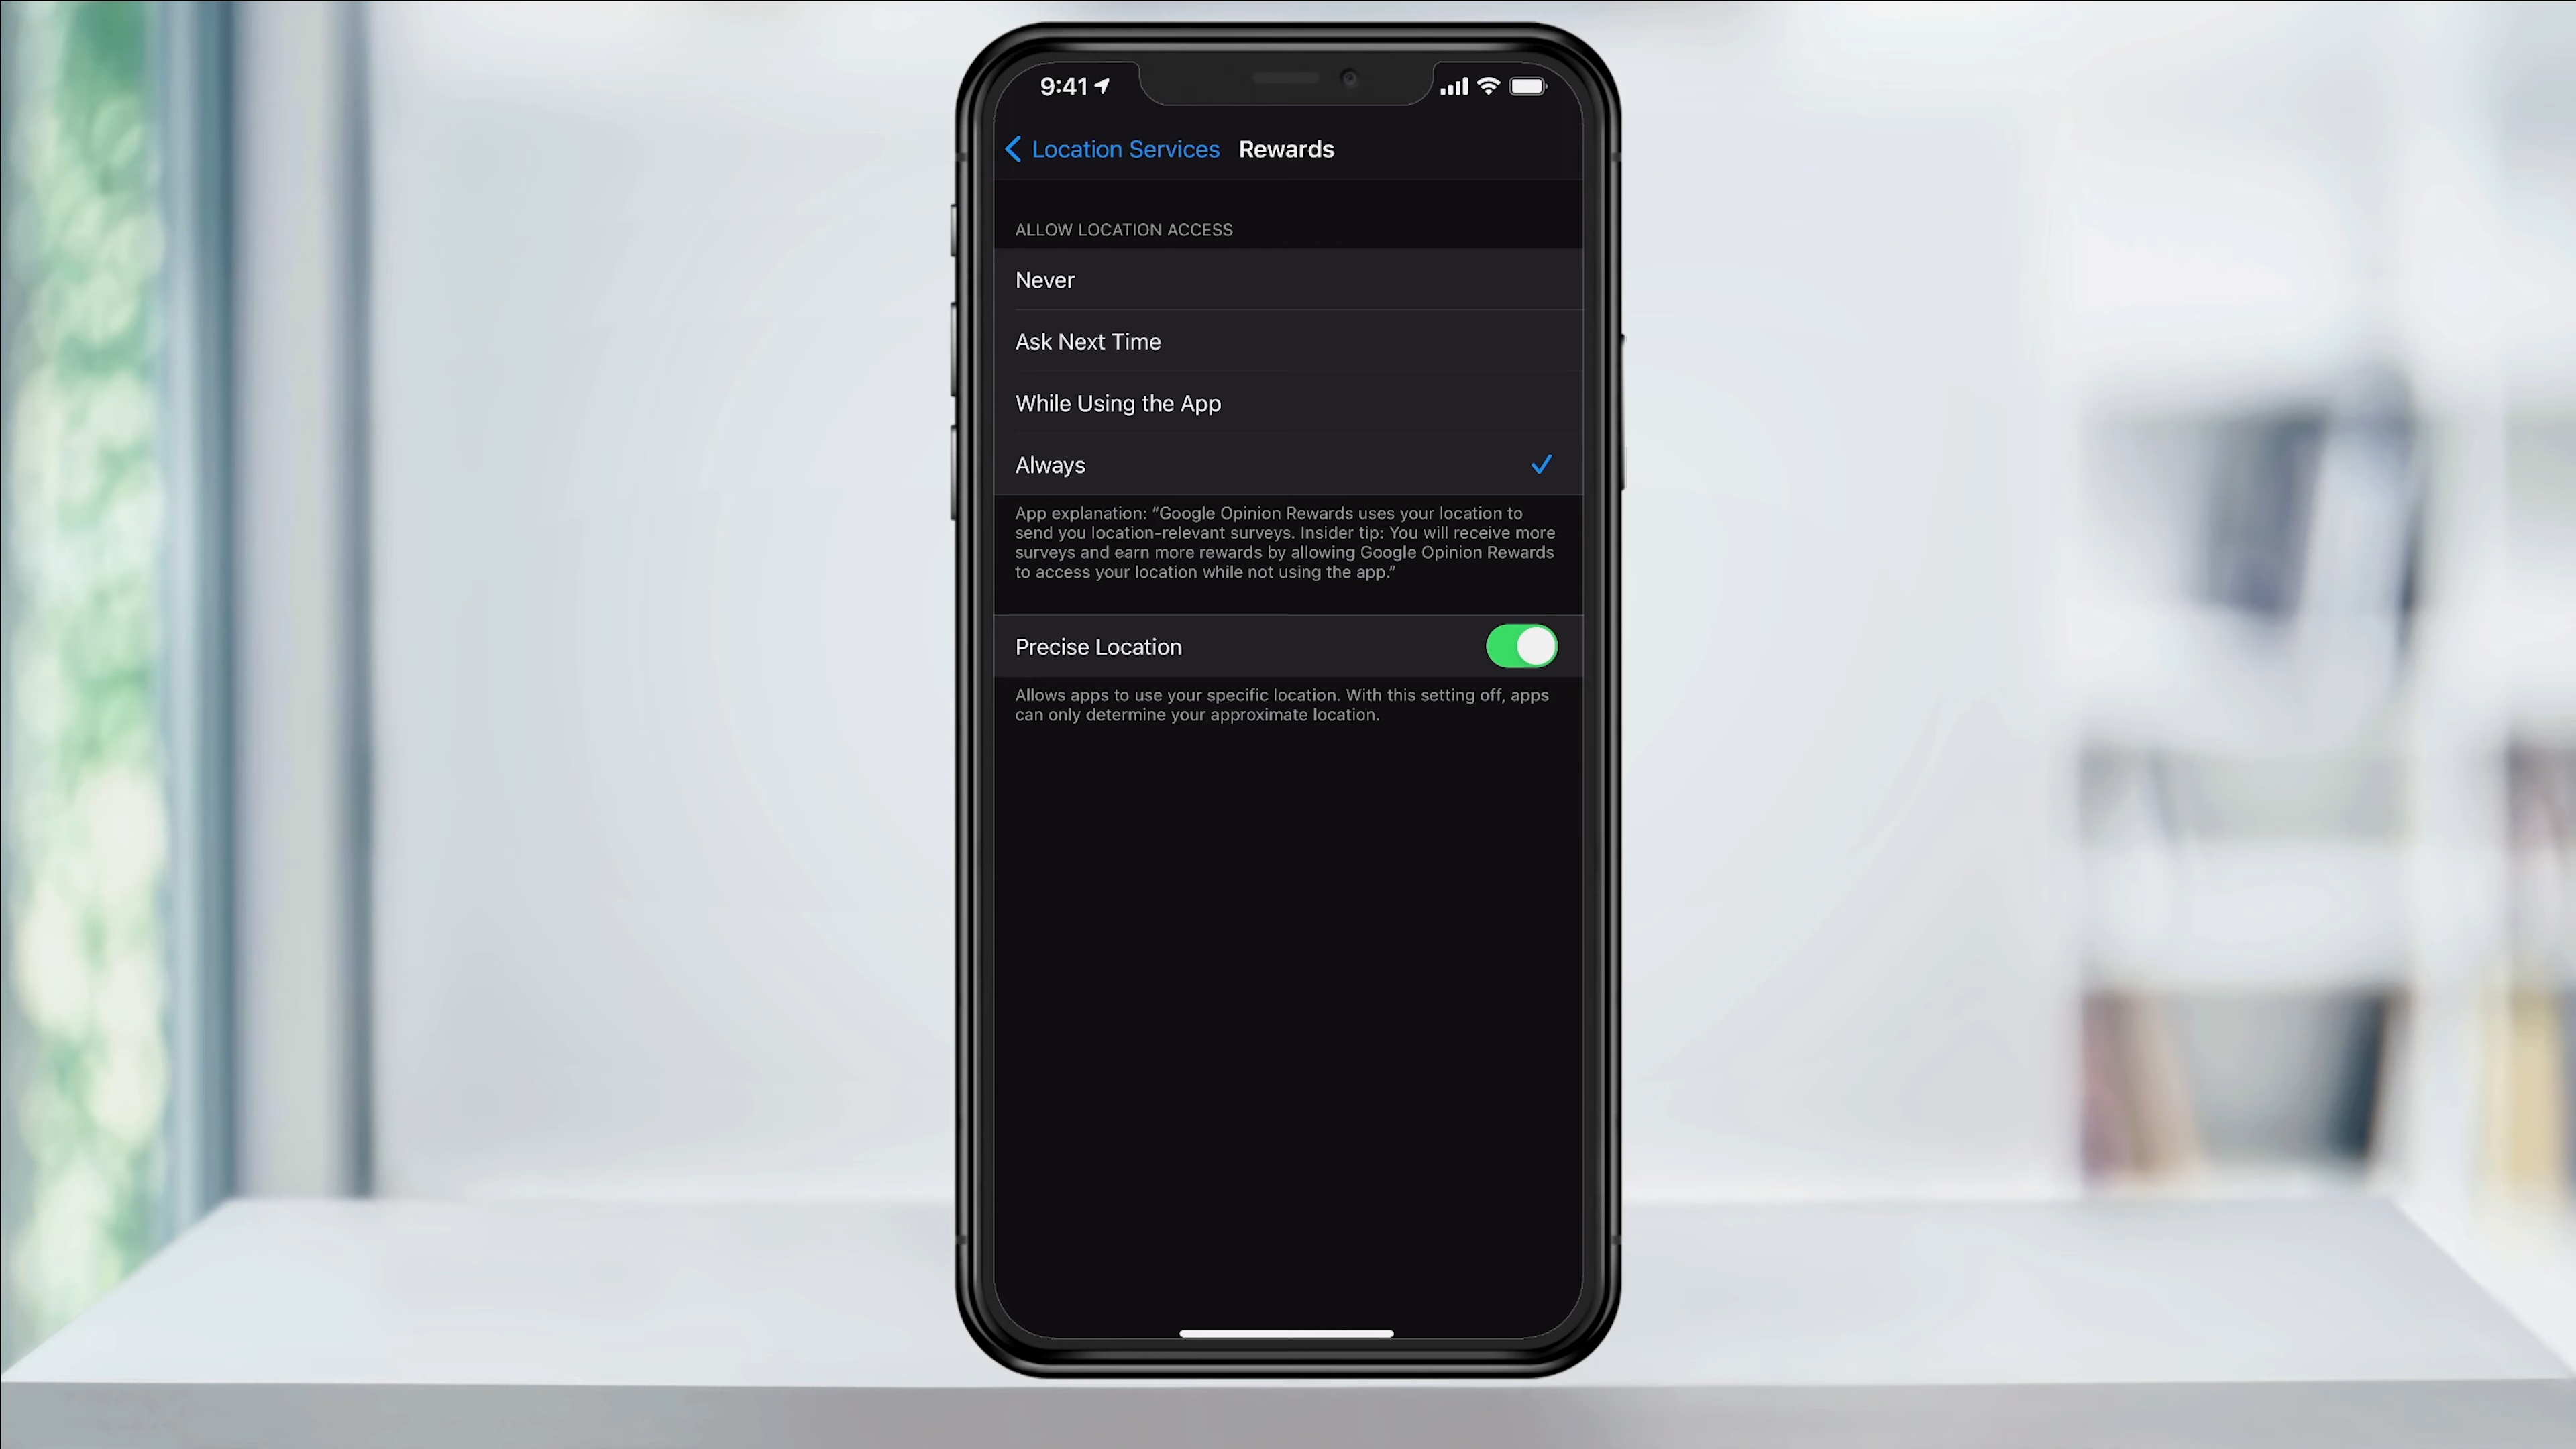 9:41
Location Services Rewards
ALLOW LOCATION ACCESS
Never
Ask Next Time
While Using the App
Always
App explanation: “Google Opinion Rewards uses your location to
send you location-relevant surveys. Insider tip: You will receive more
surveys and earn more rewards by allowing Google Opinion Rewards
to access your location while not using the app.”
Precise Location
Allows apps to use your specific location. With this setting off, apps
can only determine your approximate location.